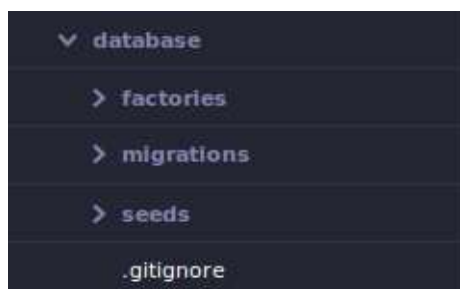 database
factories
migrations
seeds
.gitignore